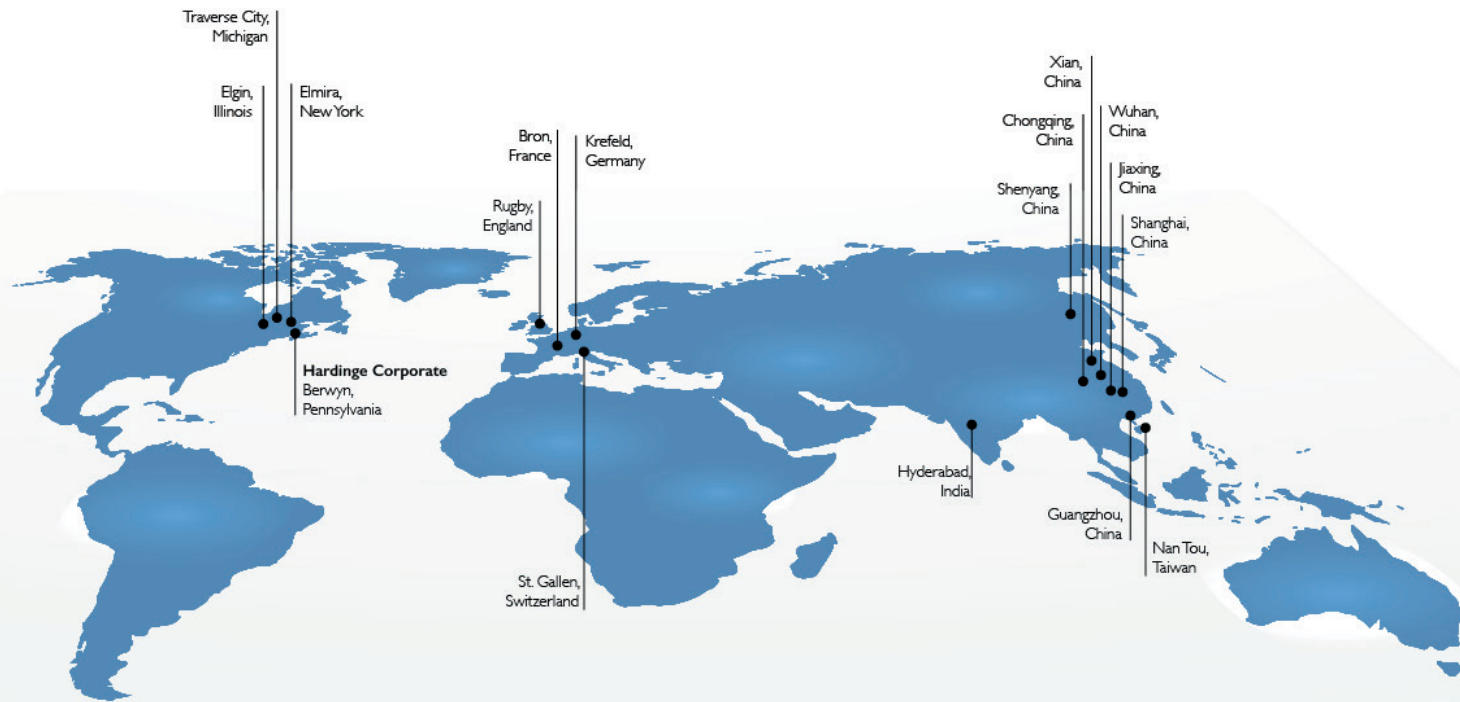 Traverse City,
Michigan
Elgin,
Illinois
Elmira,
New York
Hardinge Corporate
Berwyn,
Pennsylvania
Bron,
France
Krefeld,
Germany
Rugby,
England
St. Gallen,
Switzerland
Xian,
China
Chongqing,
China
Wuhan,
China
Jiaxing,
China
Shenyang,
China
Shanghai,
China
Hyderabad,
India
Guangzhou,
China
Nan Tou,
Taiwan